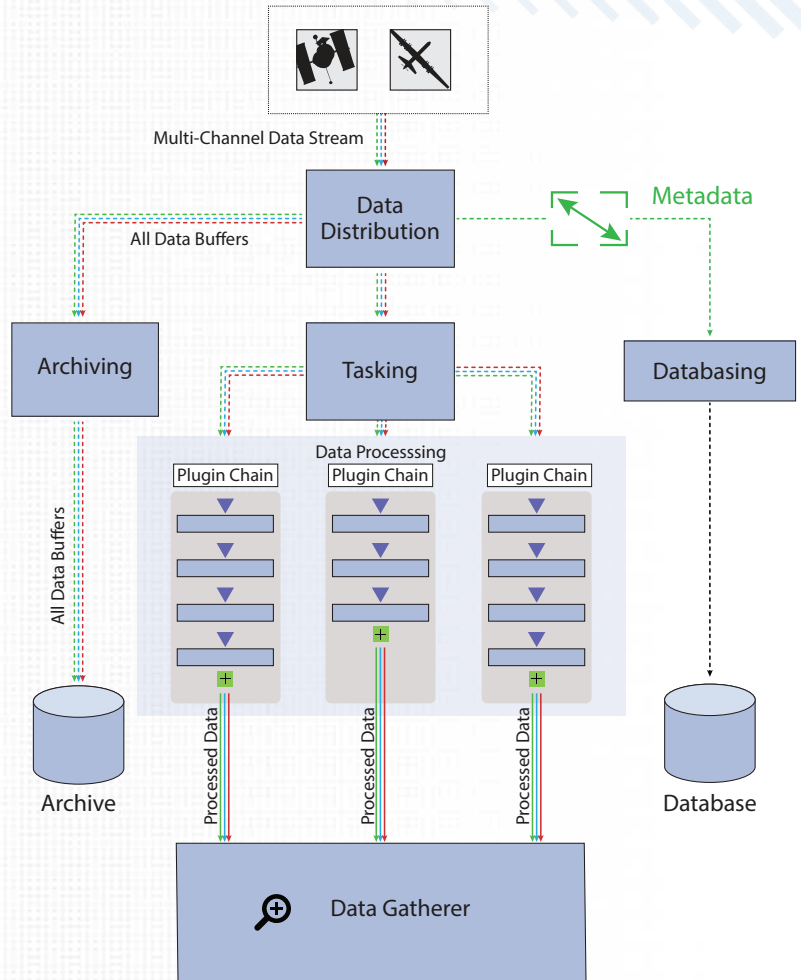 Multi-Channel Data Stream
Data
Distribution
Metadata
All Data Buffers
Archiving
Tasking
Databasing
Data Processsing
Plugin Chain
Plugin Chain
Plugin Chain
All Data Buffers
Processed Data
Processed Data
Processed Data
Archive
Database
Data Gatherer